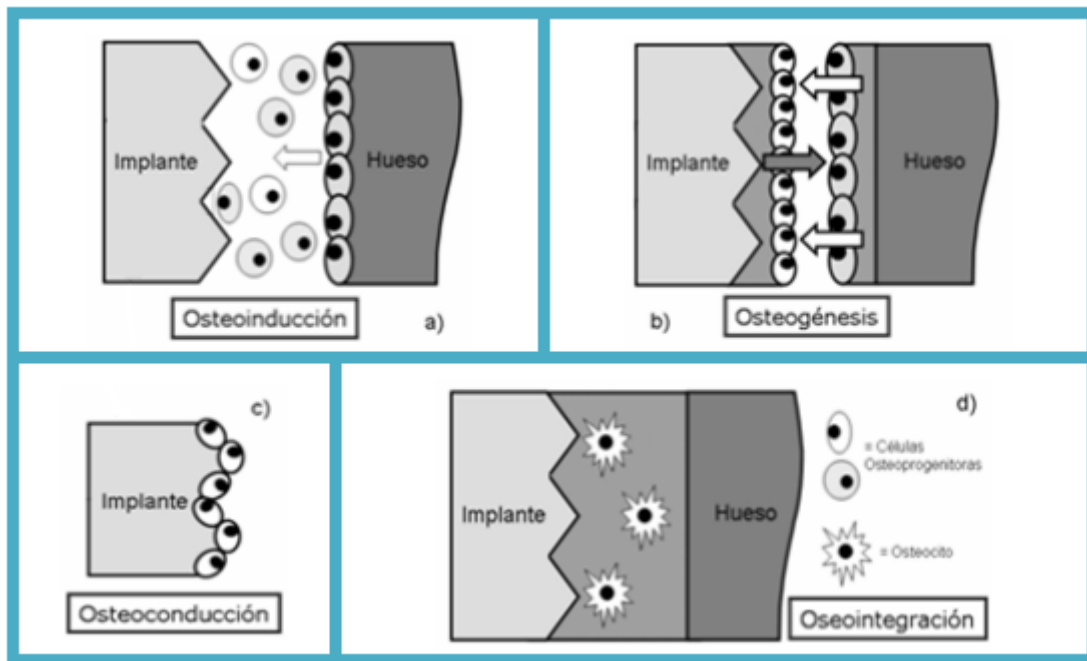 Implante
Hueso
Osteoinducción
a)
Implante
Hueso
b)
Osteogénesis
c)
Implante
Osteoconducción
d)
Implante
Hueso
= Células
Osteoprogenitoras
= Osteocito
Oseointegración